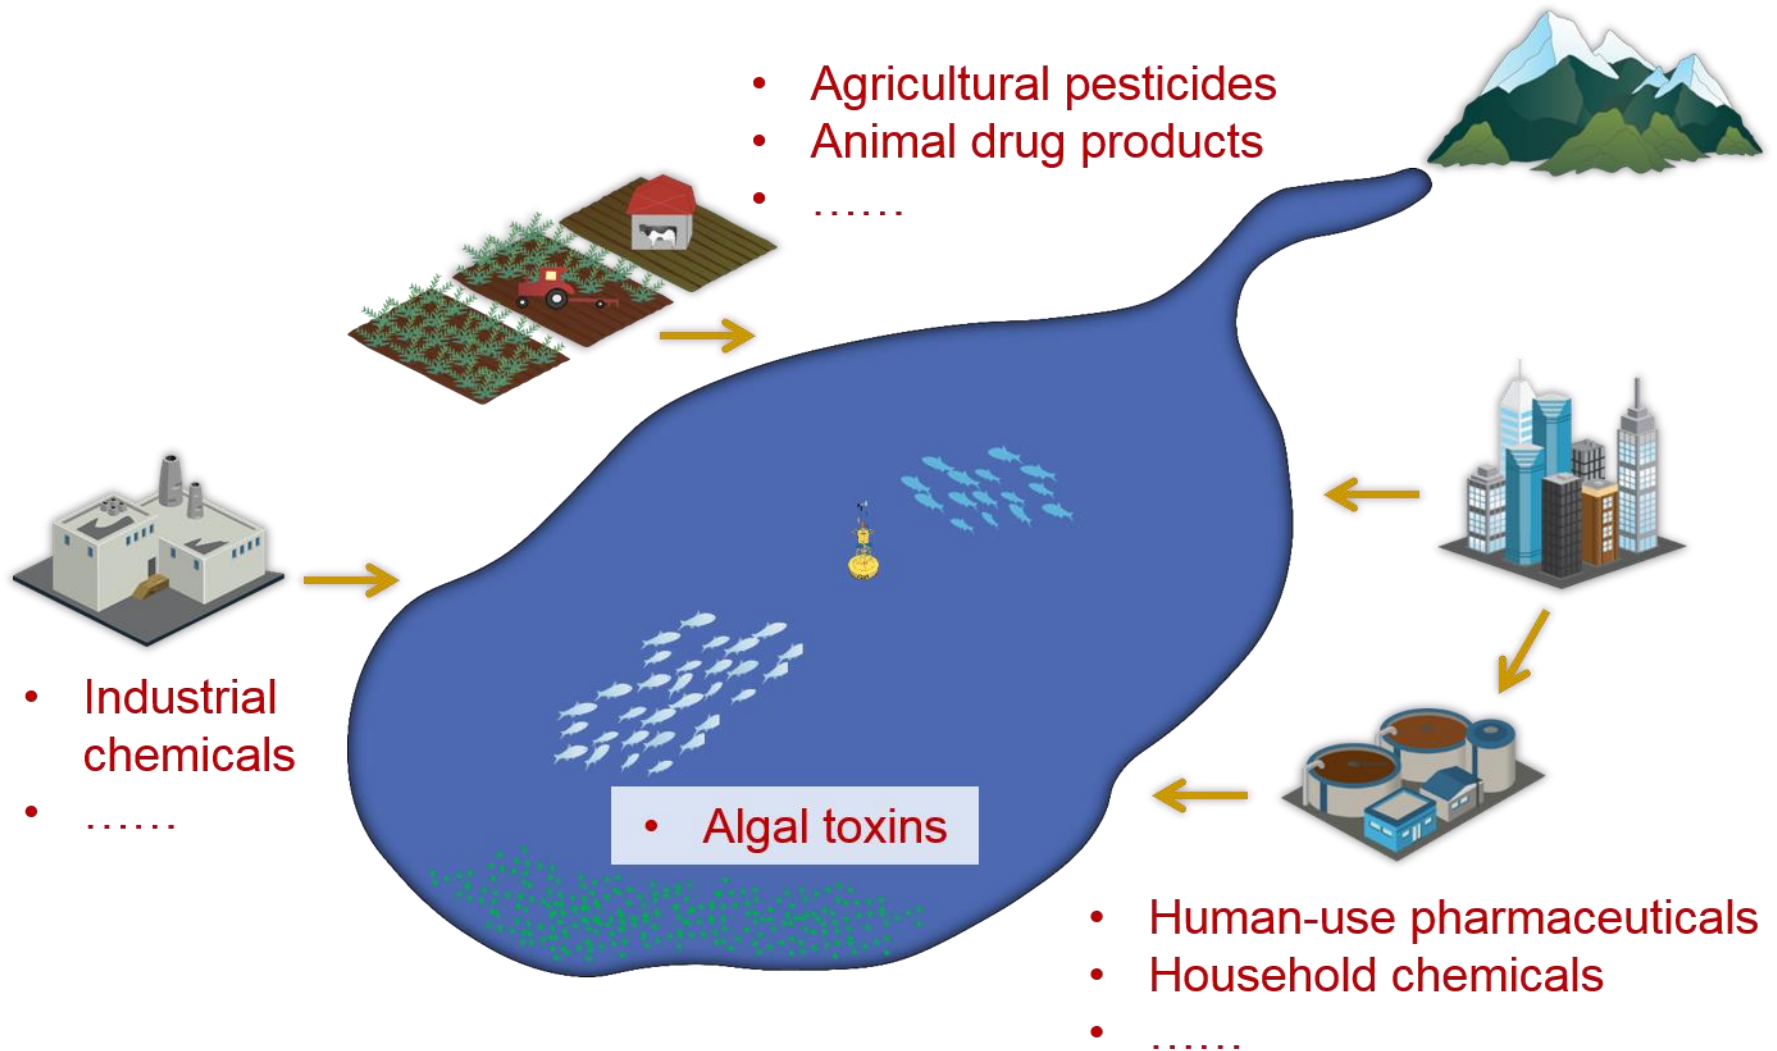 • Agricultural pesticides
• Animal drug products
• ......
• Industrial
chemicals
• ......
• Algal toxins
• Human-use pharmaceuticals
• Household chemicals
• ......